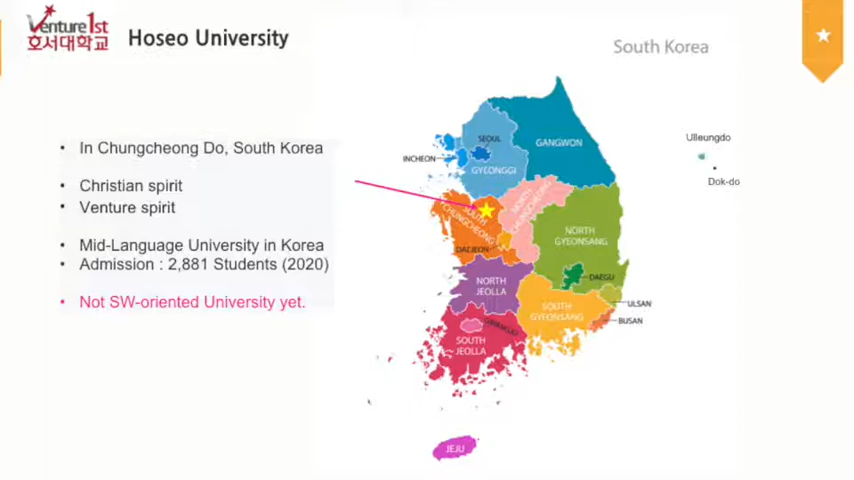 Venture 1st
호서대학교
Hoseo University
South Korea
• In Chungcheong Do, South Korea
• Christian spirit
• Venture spirit
• Mid-Language University in Korea
• Admission : 2,881 Students (2020)
• Not SW-oriented University yet.
SEOUL
GANGWON
INCHEON
GYEONGGI
Ulleungdo
Dok-do
SOUTH CHUNGCHEONG
NORTH CHUNGCHEONG
DAEJEON
NORTH
GYEONSANG
DAEGU
NORTH
JEOLLA
SOUTH
GYEONSANG
ULSAN
BUSAN
GWANGJU
SOUTH
JEOLLA
JEJU